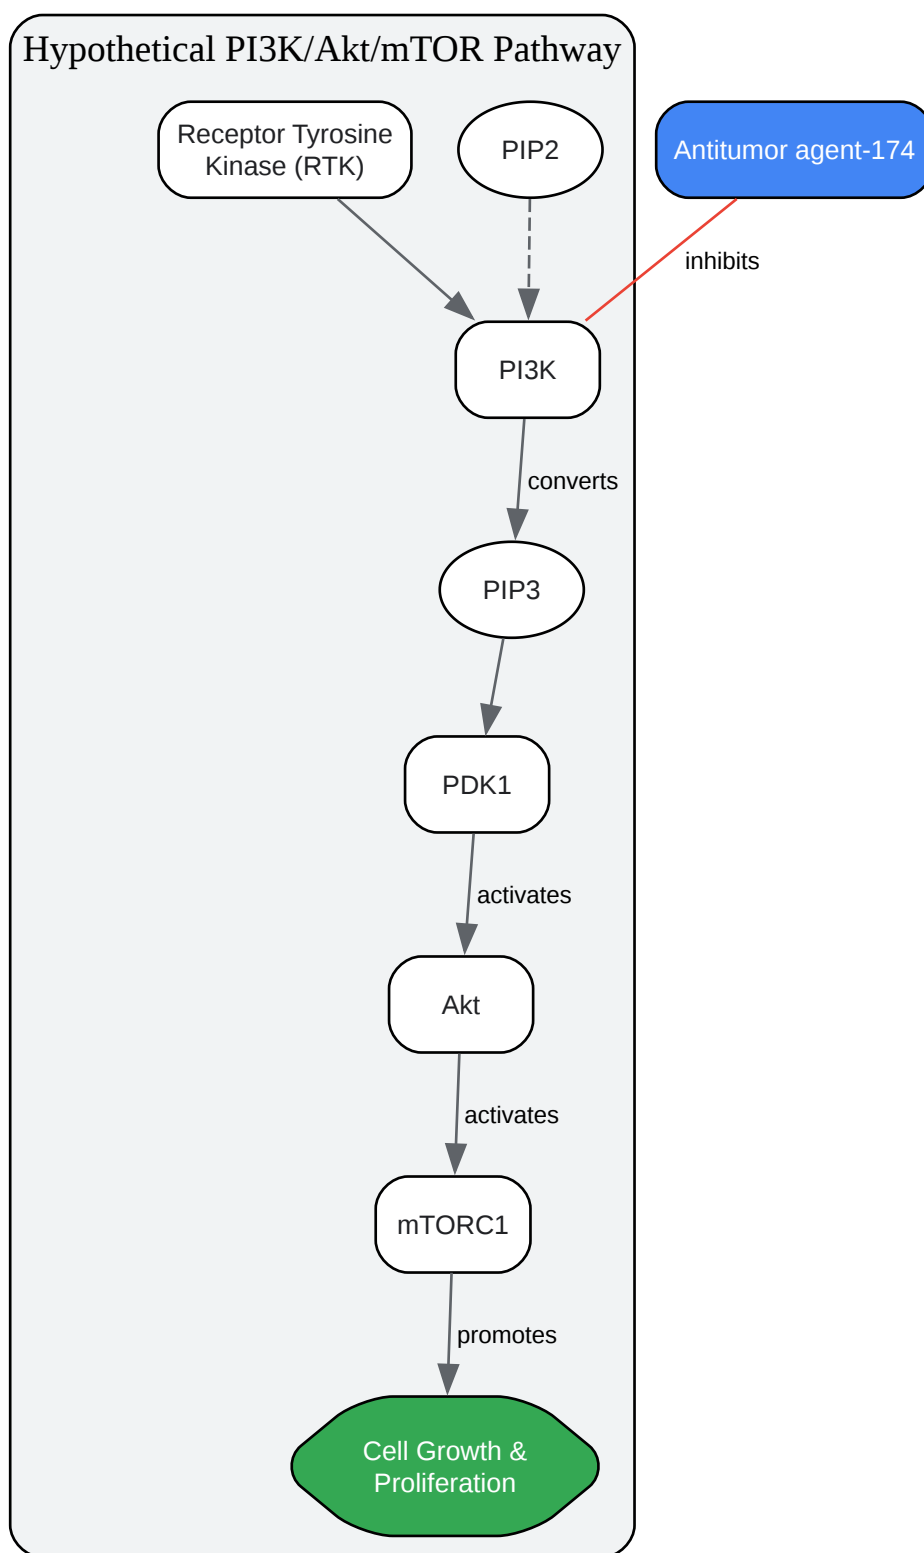 Hypothetical PI3K/Akt/mTOR Pathway
Receptor Tyrosine
Kinase (RTK)
PIP2
Antitumor agent-174
inhibits
PI3K
converts
PIP3
PDK1
activates
Akt
activates
mTORC1
promotes
Cell Growth &
Proliferation